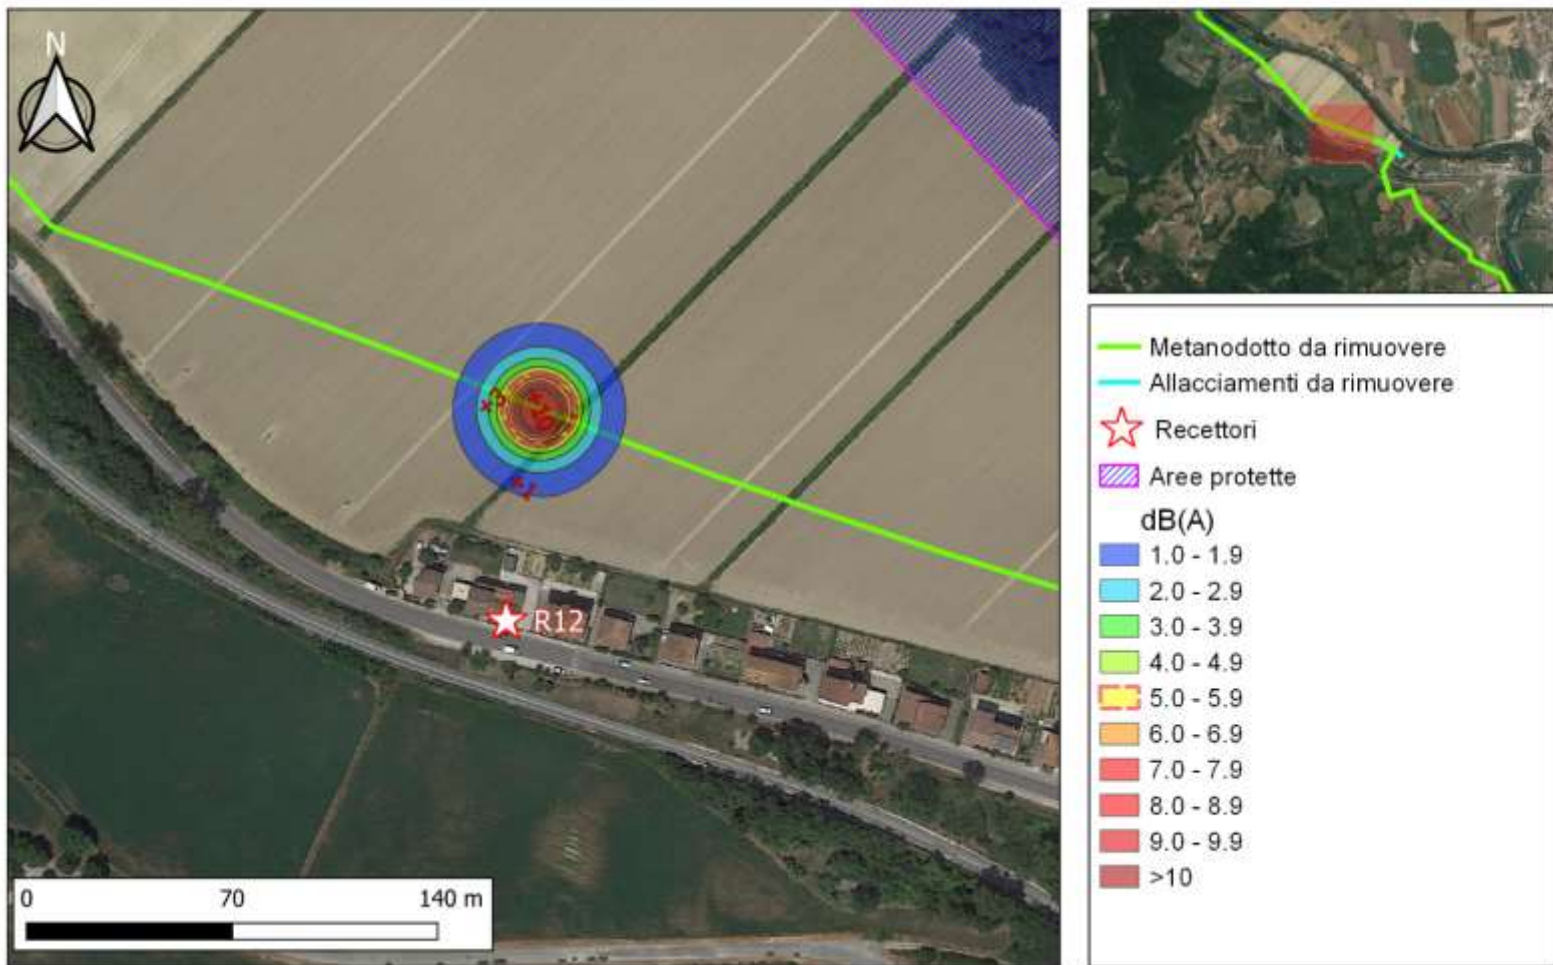 N
+3
+1
R12
0 70 140 m
Metanodotto da rimuovere
Allacciamenti da rimuovere
Recettori
Aree protette
dB(A)
1.0 - 1.9
2.0 - 2.9
3.0 - 3.9
4.0 - 4.9
5.0 - 5.9
6.0 - 6.9
7.0 - 7.9
8.0 - 8.9
9.0 - 9.9
>10